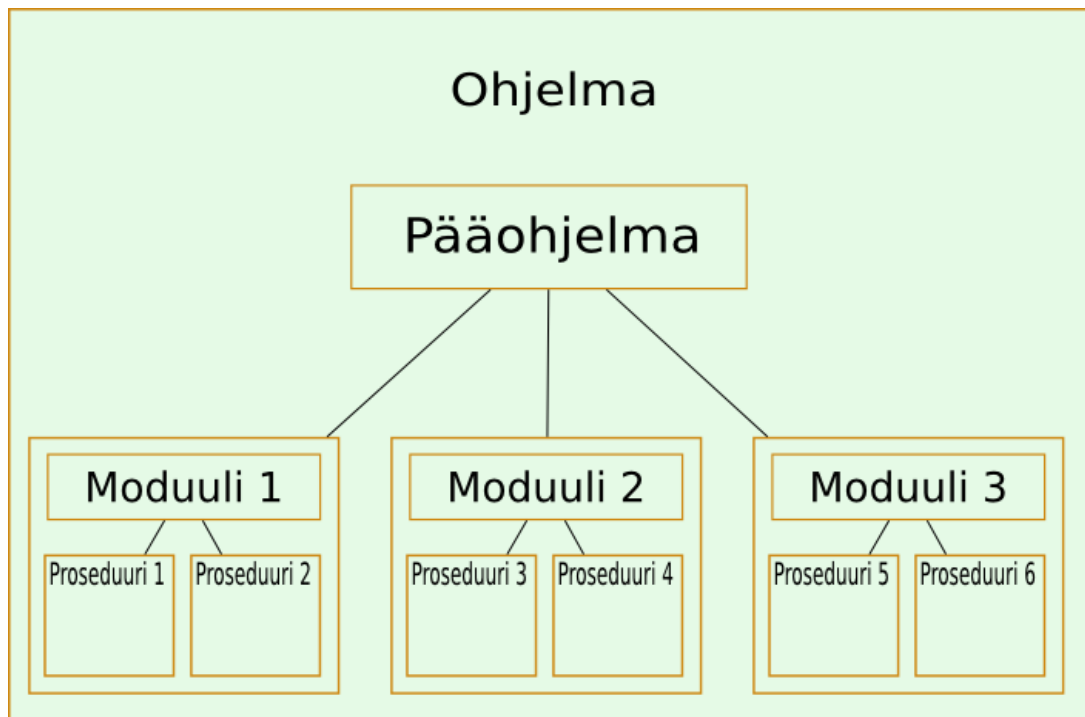 Ohjelma
Pääohjelma
Moduuli 1
Moduuli 2
Moduuli 3
Proseduuri 1
Proseduuri 2
Proseduuri 3
Proseduuri 4
Proseduuri 5
Proseduuri 6